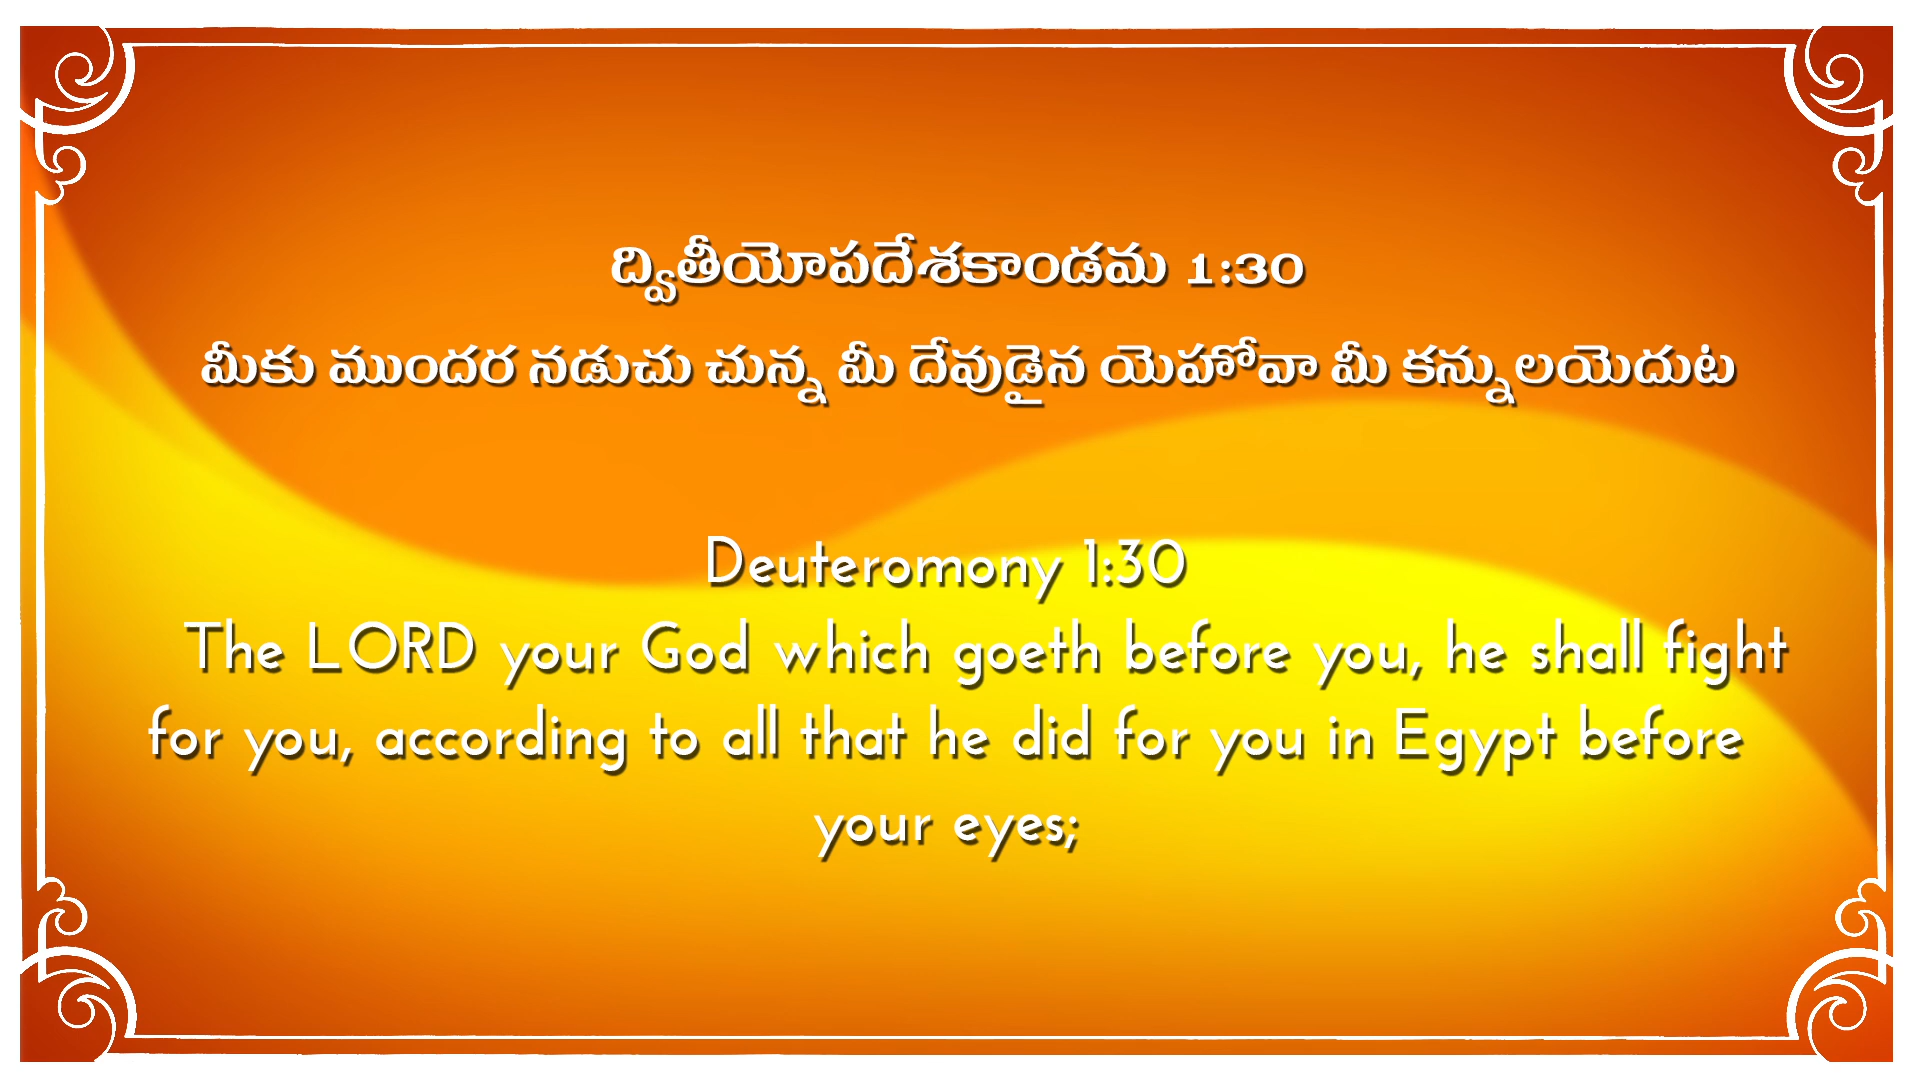 ద్వితీయోపదేశకాండమ 1:30
మీకు ముందర నడుచు చున్న మీ దేవుడైన యెహోవా మీ కన్నులయెదుట
Deuteromony 1:30
The LORD your God which goeth before you, he shall fight
for you, according to all that he did for you in Egypt before
your eyes;